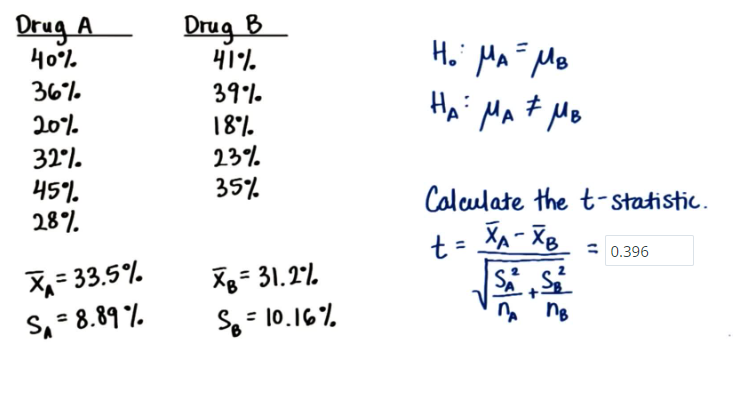 Drug A
40%
36%
20%
32%
45%
28%
x̄A = 33.5%
SA = 8.89%
Drug B
41%
39%
18%
23%
35%
x̄B = 31.2%
SB = 10.16%
H₀: μA = μB
HA: μA ≠ μB
Calculate the t-statistic.
t = (x̄A - x̄B) / √(SA²/nA + SB²/nB) = 0.396